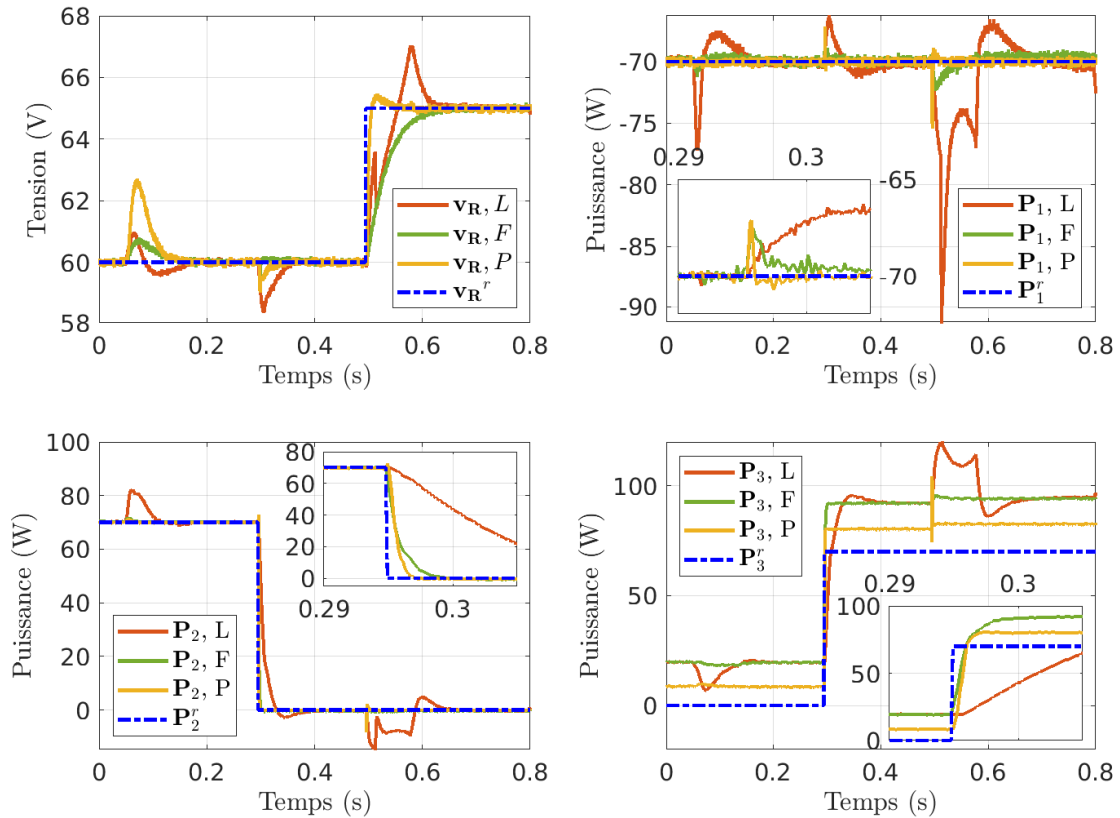 68
66
64
62
60
58
Tension (V)
v_R, L
v_R, F
v_R, P
v_R^r
0 0.2 0.4 0.6 0.8
Temps (s)
-70
-75
-80
-85
-90
Puissance (W)
0.29 0.3
-65
-70
P_1, L
P_1, F
P_1, P
P_1^r
0 0.2 0.4 0.6 0.8
Temps (s)
100
80
60
40
20
0
Puissance (W)
80
60
40
20
0
0.29 0.3
P_2, L
P_2, F
P_2, P
P_2^r
0 0.2 0.4 0.6 0.8
Temps (s)
100
50
0
Puissance (W)
P_3, L
P_3, F
P_3, P
P_3^r
0.29 0.3
100
50
0
0 0.2 0.4 0.6 0.8
Temps (s)